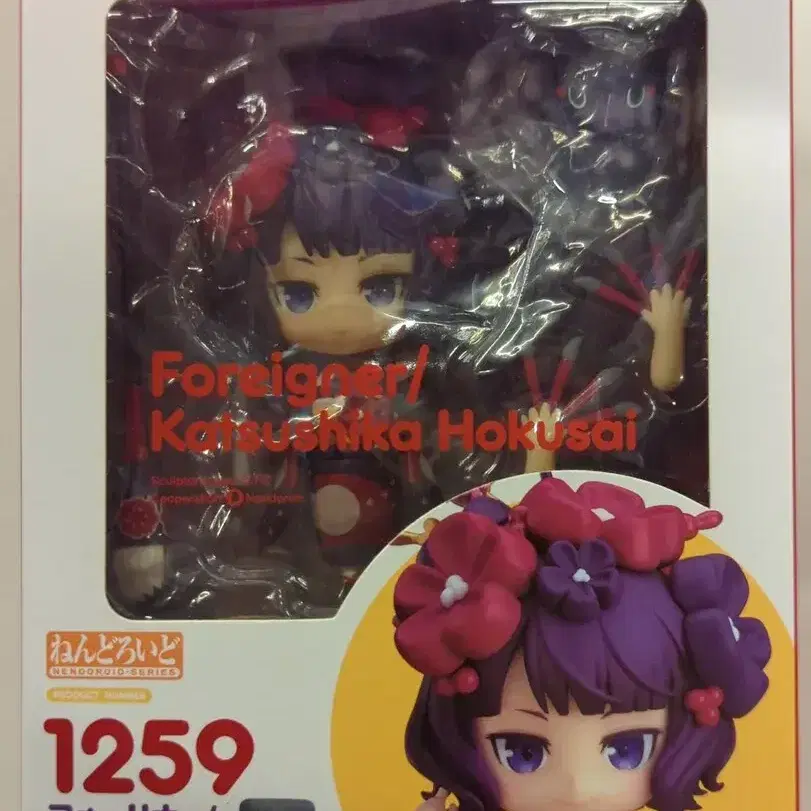 Foreigner/
Katsushika Hokusai
ねんどろいど
NENDOROID-SERIES
PRODUCT NUMBER
1259